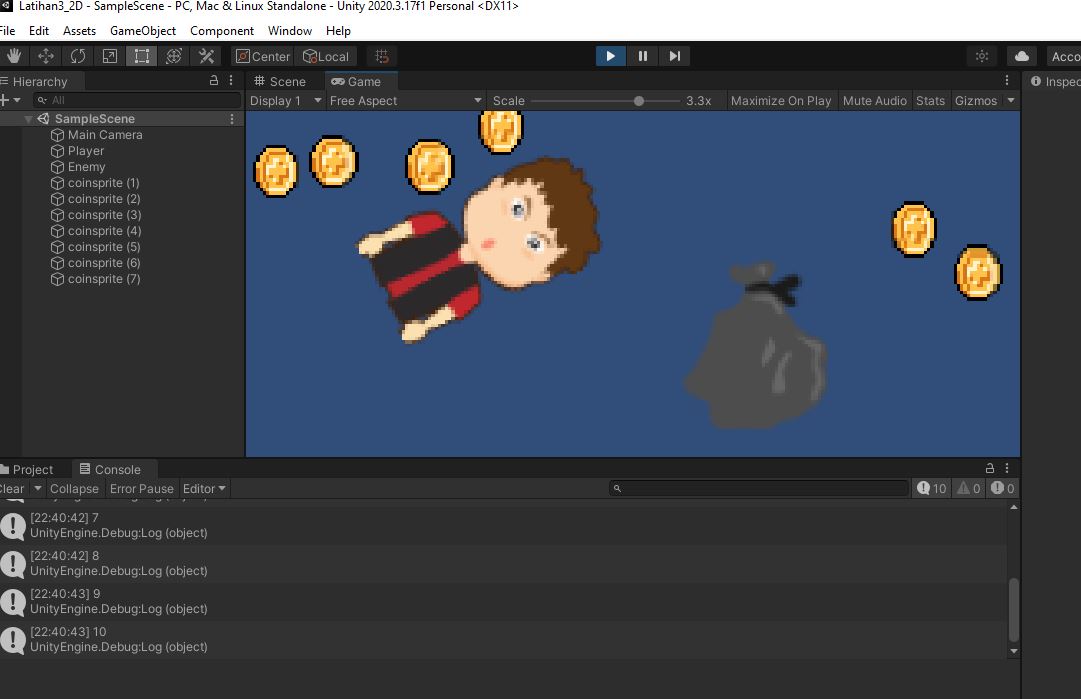 Latihan3_2D - SampleScene - PC, Mac & Linux Standalone - Unity 2020.3.17f1 Personal <DX11>
File Edit Assets GameObject Component Window Help
Center Local Acco
Hierarchy
All
SampleScene
Main Camera
Player
Enemy
coinsprite (1)
coinsprite (2)
coinsprite (3)
coinsprite (4)
coinsprite (5)
coinsprite (6)
coinsprite (7)
Scene Game
Display 1 Free Aspect Scale 3.3x Maximize On Play Mute Audio Stats Gizmos
Inspec
Project Console
Clear Collapse Error Pause Editor 10 0 0
[22:40:42] 7
UnityEngine.Debug:Log (object)
[22:40:42] 8
UnityEngine.Debug:Log (object)
[22:40:43] 9
UnityEngine.Debug:Log (object)
[22:40:43] 10
UnityEngine.Debug:Log (object)